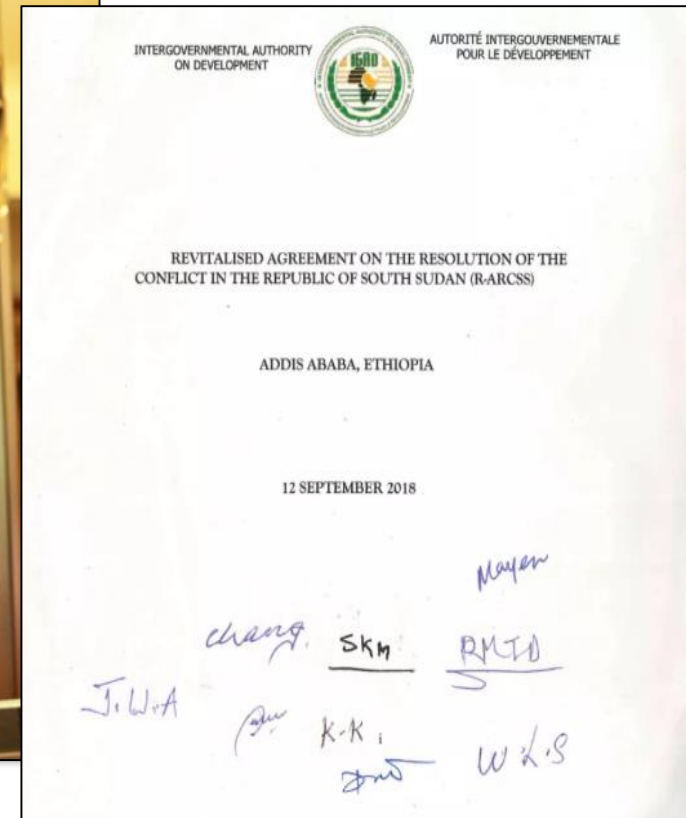 INTERGOVERNMENTAL AUTHORITY
ON DEVELOPMENT
IGAD
AUTORITÉ INTERGOUVERNEMENTALE
POUR LE DÉVELOPPEMENT
REVITALISED AGREEMENT ON THE RESOLUTION OF THE
CONFLICT IN THE REPUBLIC OF SOUTH SUDAN (R-ARCSS)
ADDIS ABABA, ETHIOPIA
12 SEPTEMBER 2018
Mayen
chang. SKM RMTD
J.W.A K.K. W.K.S